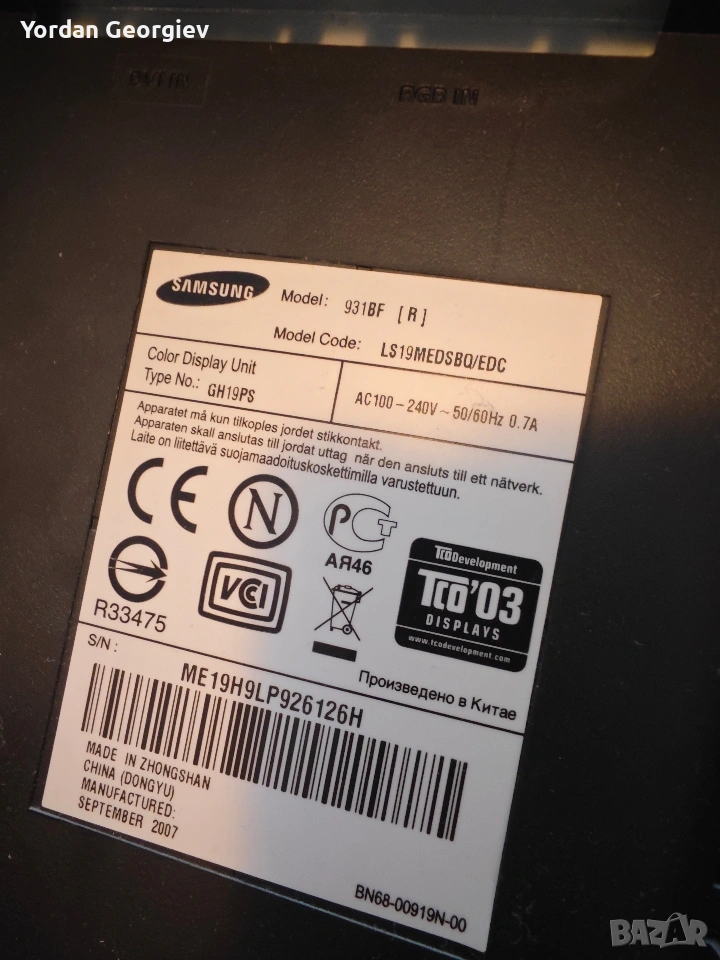 Yordan Georgiev
DVI IN
RGB IN
SAMSUNG
Model: 931BF [R]
Model Code: LS19MEDSBQ/EDC
Color Display Unit
Type No.: GH19PS
AC100-240V~50/60Hz 0.7A
Apparatet må kun tilkoples jordet stikkontakt.
Apparaten skall anslutas till jordat uttag när den ansluts till ett nätverk.
Laite on liitettävä suojamaadoituskoskettimilla varustettuun.
CE
N
PCT
АЯ46
TCO Development
TCO'03
DISPLAYS
www.tcodevelopment.com
VCCI
R33475
Произведено в Китае
S/N :
ME19H9LP926126H
MADE IN ZHONGSHAN
CHINA (DONGYU)
MANUFACTURED:
SEPTEMBER 2007
BN68-00919N-00
BAZAR